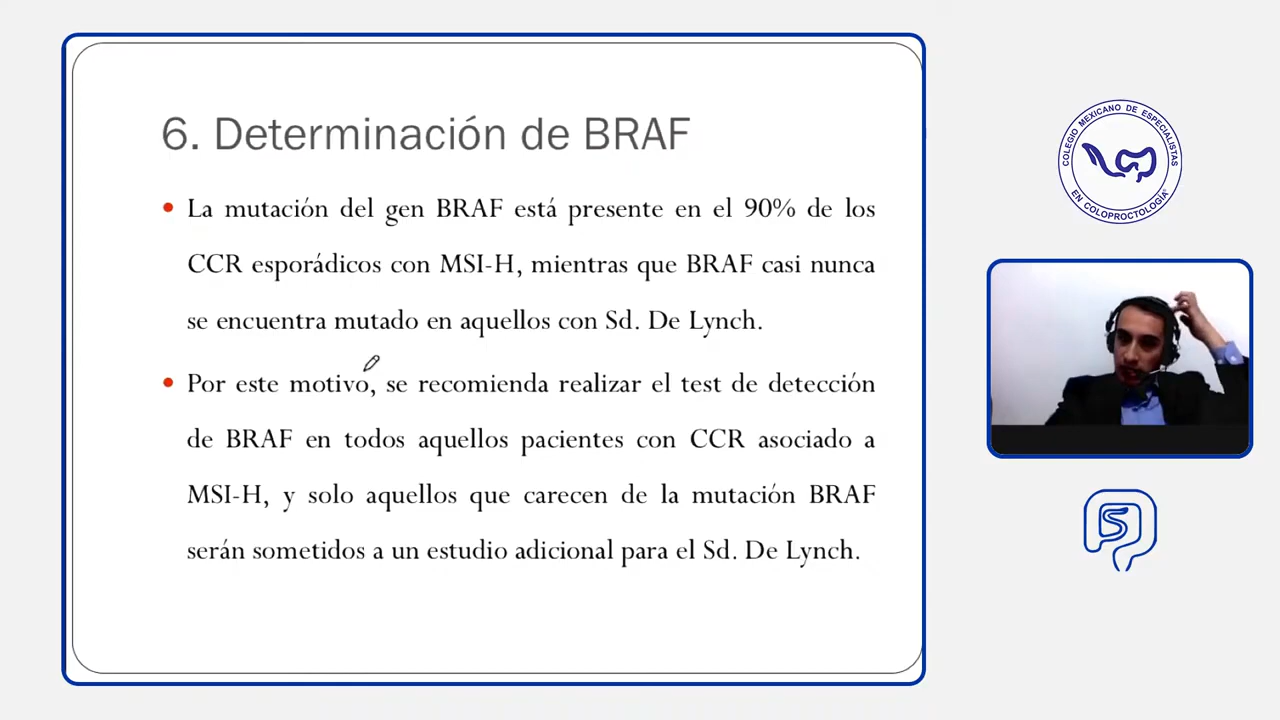 6. Determinación de BRAF
La mutación del gen BRAF está presente en el 90% de los
CCR esporádicos con MSI-H, mientras que BRAF casi nunca
se encuentra mutado en aquellos con Sd. De Lynch.
Por este motivo, se recomienda realizar el test de detección
de BRAF en todos aquellos pacientes con CCR asociado a
MSI-H, y solo aquellos que carecen de la mutación BRAF
serán sometidos a un estudio adicional para el Sd. De Lynch.
COLEGIO MEXICANO DE ESPECIALISTAS
EN COLOPROCTOLOGIA